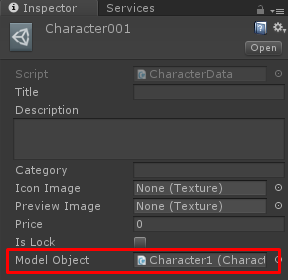 Inspector Services
Character001
Open
Script CharacterData
Title
Description
Category
Icon Image None (Texture)
Preview Image None (Texture)
Price 0
Is Lock
Model Object Character1 (Charact